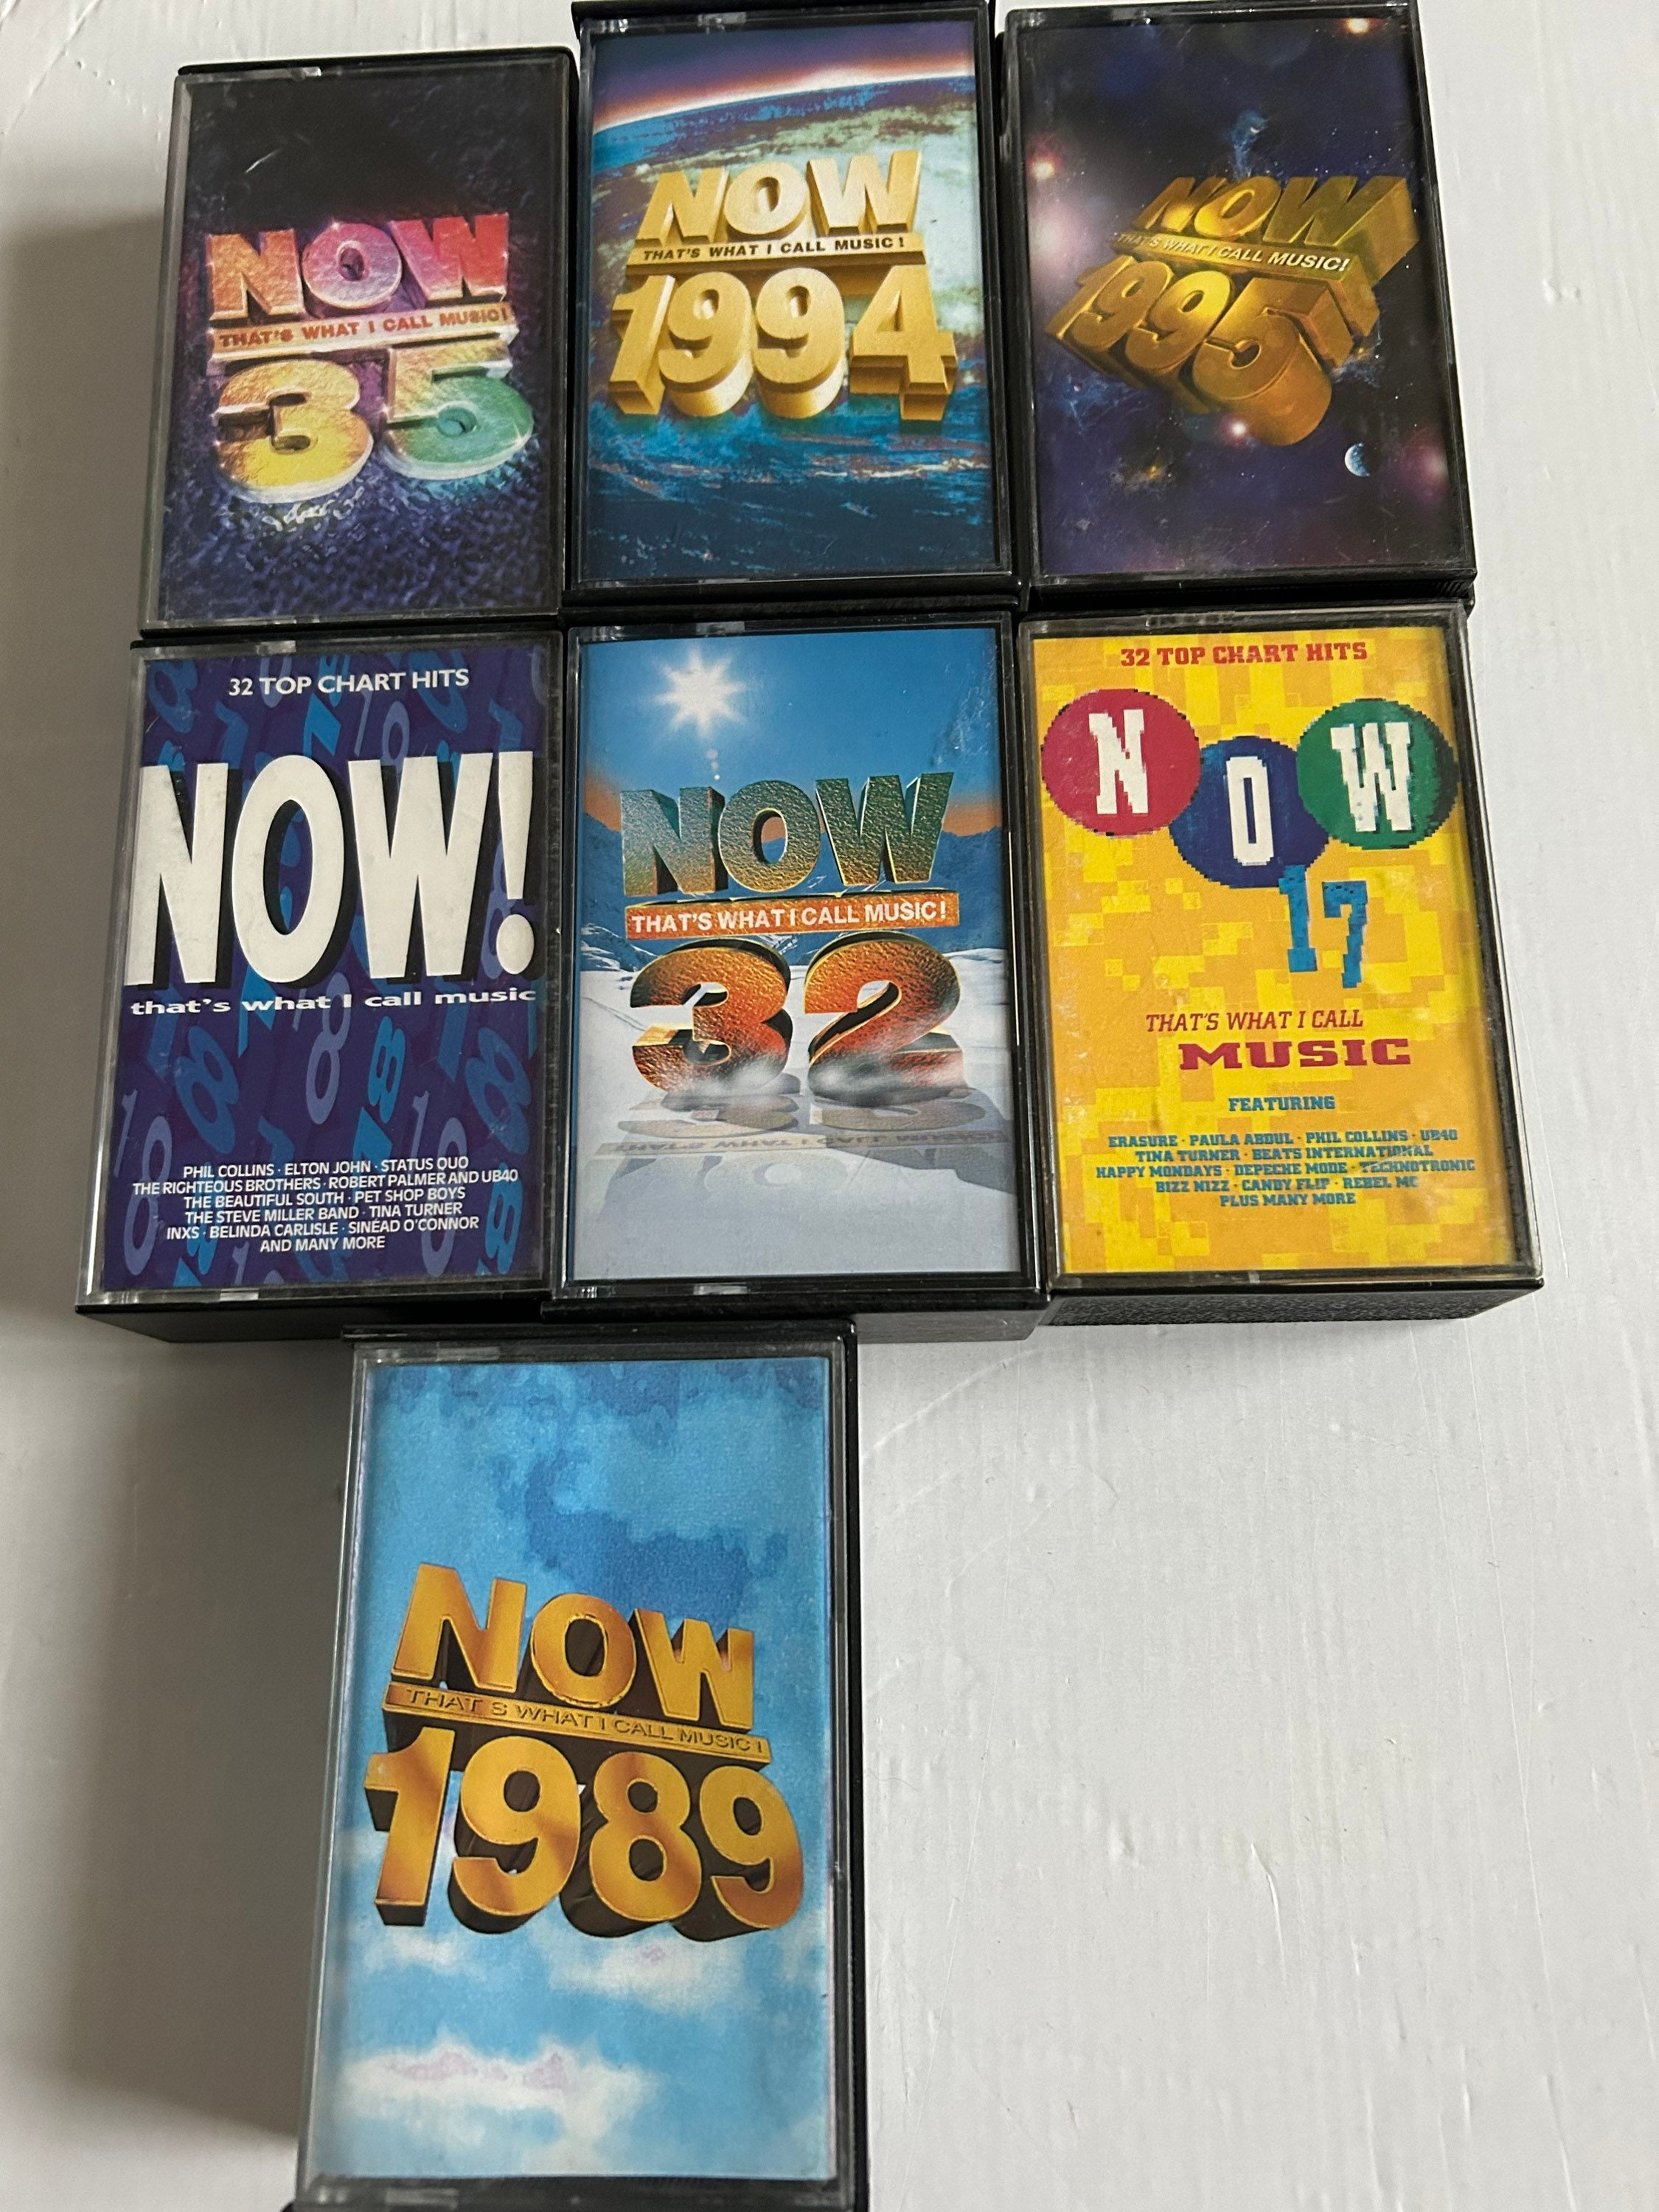 NOW
THAT'S WHAT I CALL MUSIC!
35
NOW
THAT'S WHAT I CALL MUSIC!
1994
NOW
THAT'S WHAT I CALL MUSIC!
1995
32 TOP CHART HITS
NOW!
that's what I call music
PHIL COLLINS · ELTON JOHN · STATUS QUO
THE RIGHTEOUS BROTHERS · ROBERT PALMER AND UB40
THE BEAUTIFUL SOUTH · PET SHOP BOYS
THE STEVE MILLER BAND · TINA TURNER
INXS · BELINDA CARLISLE · SINÉAD O'CONNOR
AND MANY MORE
NOW
THAT'S WHAT I CALL MUSIC!
32
32 TOP CHART HITS
NOW
17
THAT'S WHAT I CALL
MUSIC
FEATURING
ERASURE · PAULA ABDUL · PHIL COLLINS · UB40
TINA TURNER · BEATS INTERNATIONAL
HAPPY MONDAYS · DEPECHE MODE · TECHNOTRONIC
BIZZ NIZZ · CANDY FLIP · REBEL MC
PLUS MANY MORE
NOW
THAT S WHAT I CALL MUSIC!
1989